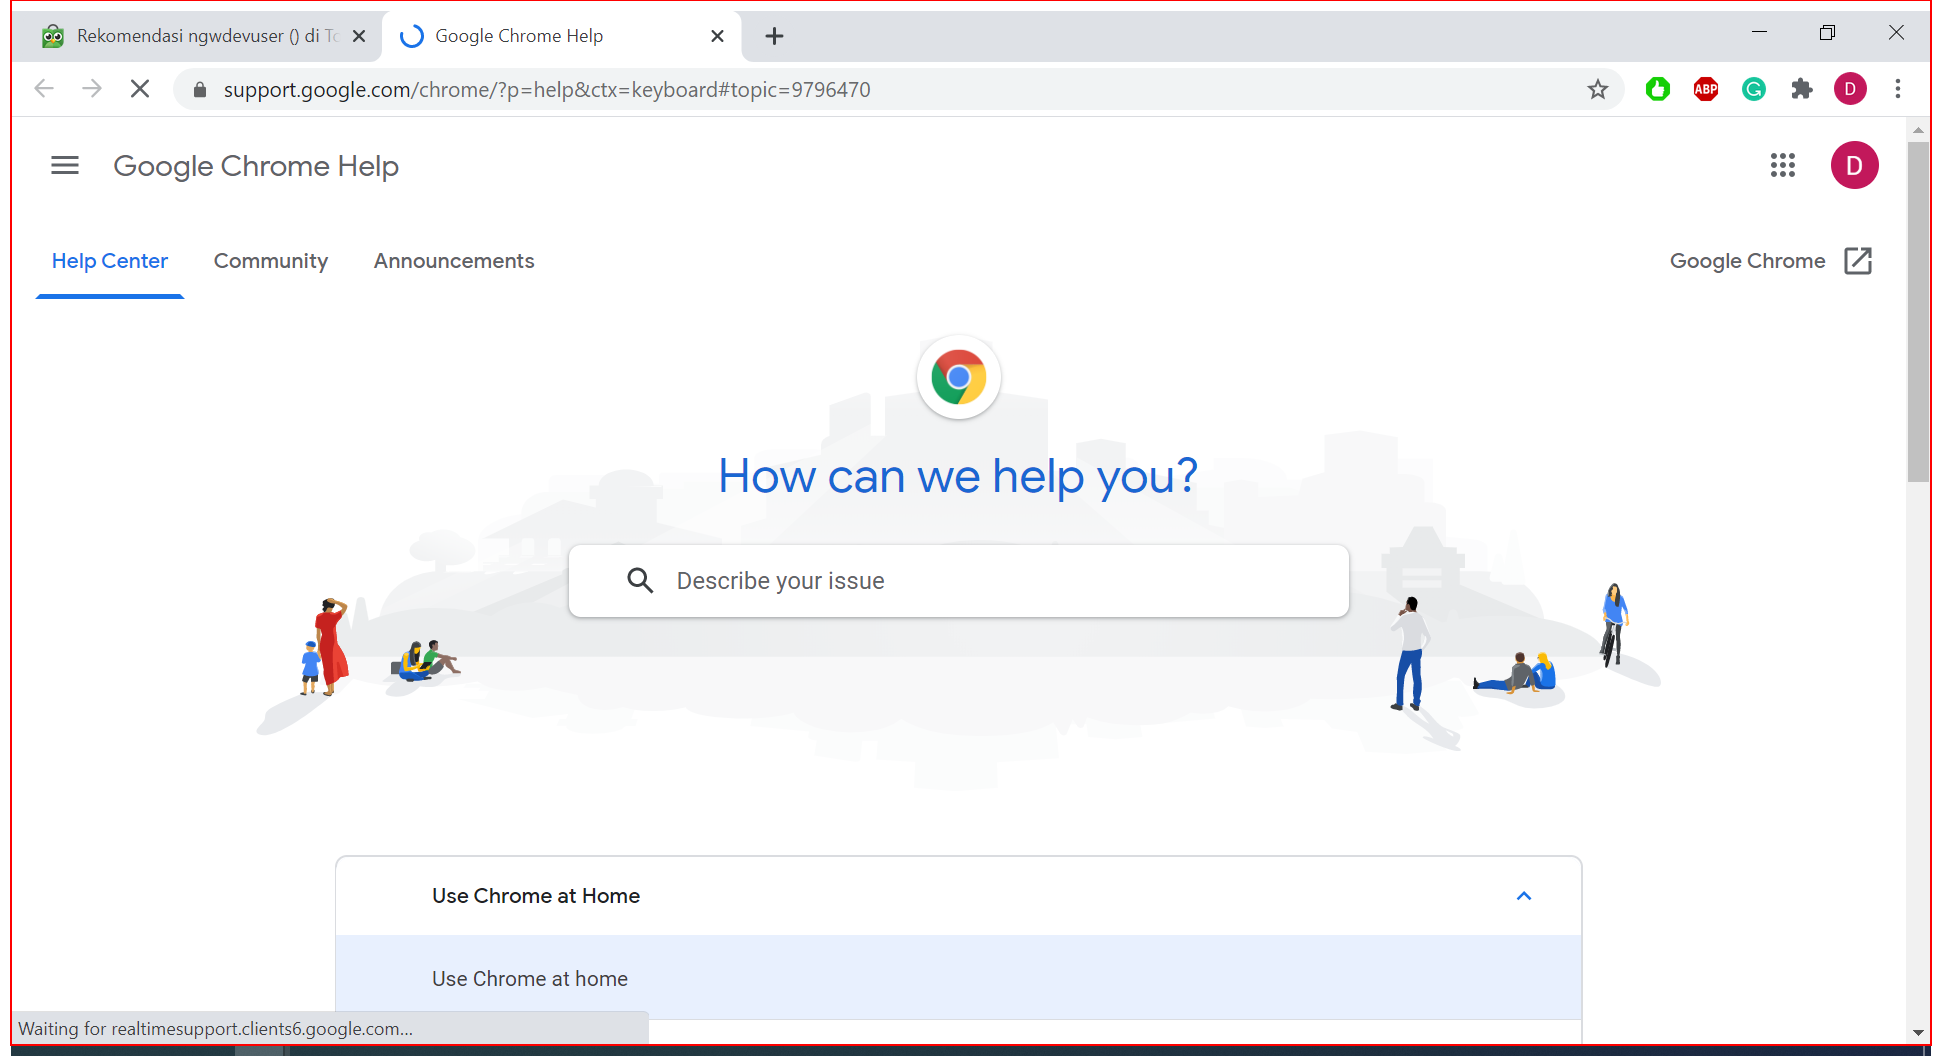 Rekomendasi ngwdevuser () di To
Google Chrome Help
support.google.com/chrome/?p=help&ctx=keyboard#topic=9796470
ABP
D
Google Chrome Help
D
Help Center
Community
Announcements
Google Chrome
How can we help you?
Describe your issue
Use Chrome at Home
Use Chrome at home
Waiting for realtimesupport.clients6.google.com...